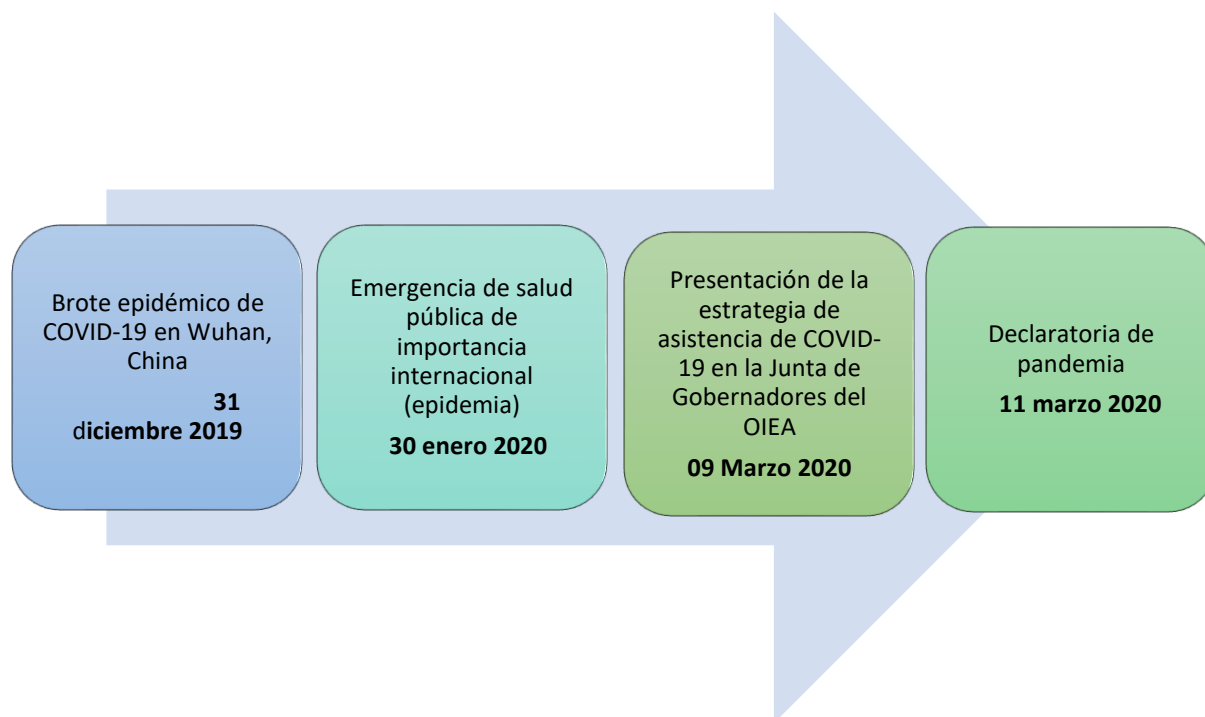 Brote epidémico de
COVID-19 en Wuhan,
China
31
diciembre 2019
Emergencia de salud
pública de
importancia
internacional
(epidemia)
30 enero 2020
Presentación de la
estrategia de
asistencia de COVID-
19 en la Junta de
Gobernadores del
OIEA
09 Marzo 2020
Declaratoria de
pandemia
11 marzo 2020